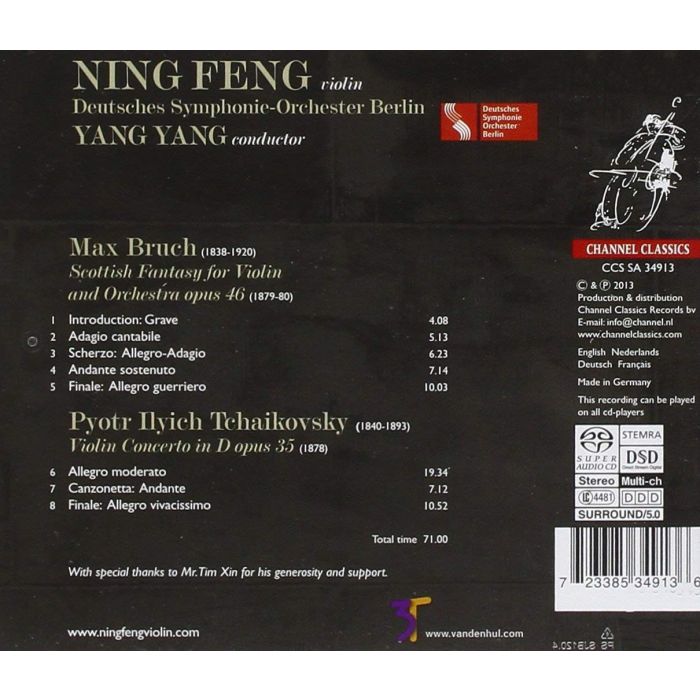 NING FENG violin
Deutsches Symphonie-Orchester Berlin
YANG YANG conductor
Deutsches
Symphonie
Orchester
Berlin
CHANNEL CLASSICS
CCS SA 34913
© & ℗ 2013
Production & distribution
Channel Classics Records bv
E-mail: info@channel.nl
www.channelclassics.com
English Nederlands
Deutsch Français
Made in Germany
This recording can be played
on all cd-players
Max Bruch (1838-1920)
Scottish Fantasy for Violin
and Orchestra opus 46 (1879-80)
1 Introduction: Grave 4.08
2 Adagio cantabile 5.13
3 Scherzo: Allegro-Adagio 6.23
4 Andante sostenuto 7.14
5 Finale: Allegro guerriero 10.03
Pyotr Ilyich Tchaikovsky (1840-1893)
Violin Concerto in D opus 35 (1878)
6 Allegro moderato 19.34
7 Canzonetta: Andante 7.12
8 Finale: Allegro vivacissimo 10.52
Total time 71.00
With special thanks to Mr. Tim Xin for his generosity and support.
SUPER
AUDIO CD
STEMRA
DSD
Direct Stream Digital
Stereo Multi-ch
LC 4481 DDD
SURROUND/5.0
7 23385 34913 6
www.ningfengviolin.com
3T
www.vandenhul.com